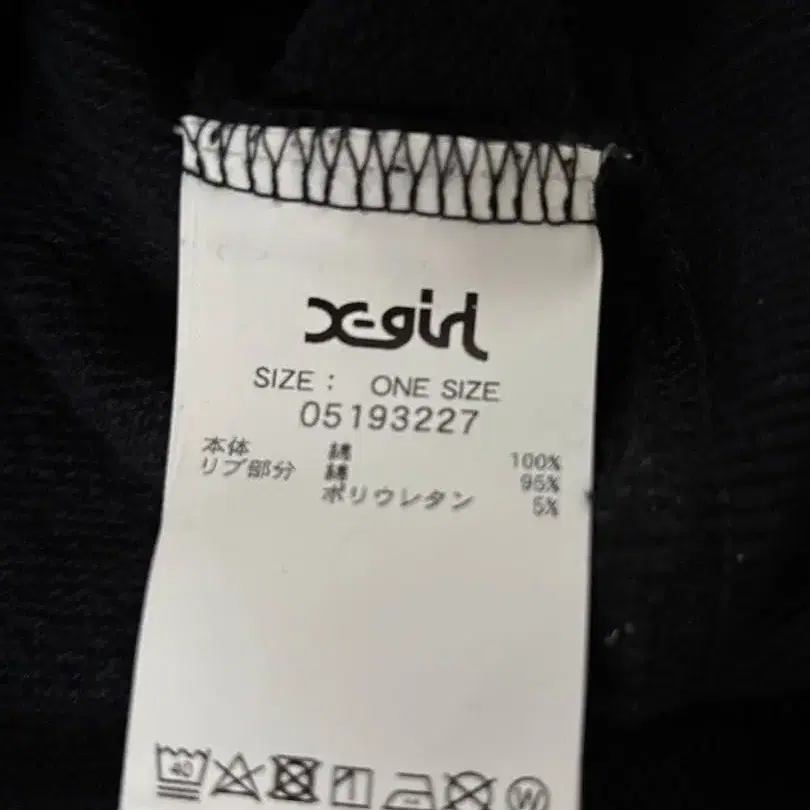 X-girl
SIZE : ONE SIZE
05193227
本体 綿 100%
リブ部分 綿 95%
ポリウレタン 5%
40 W